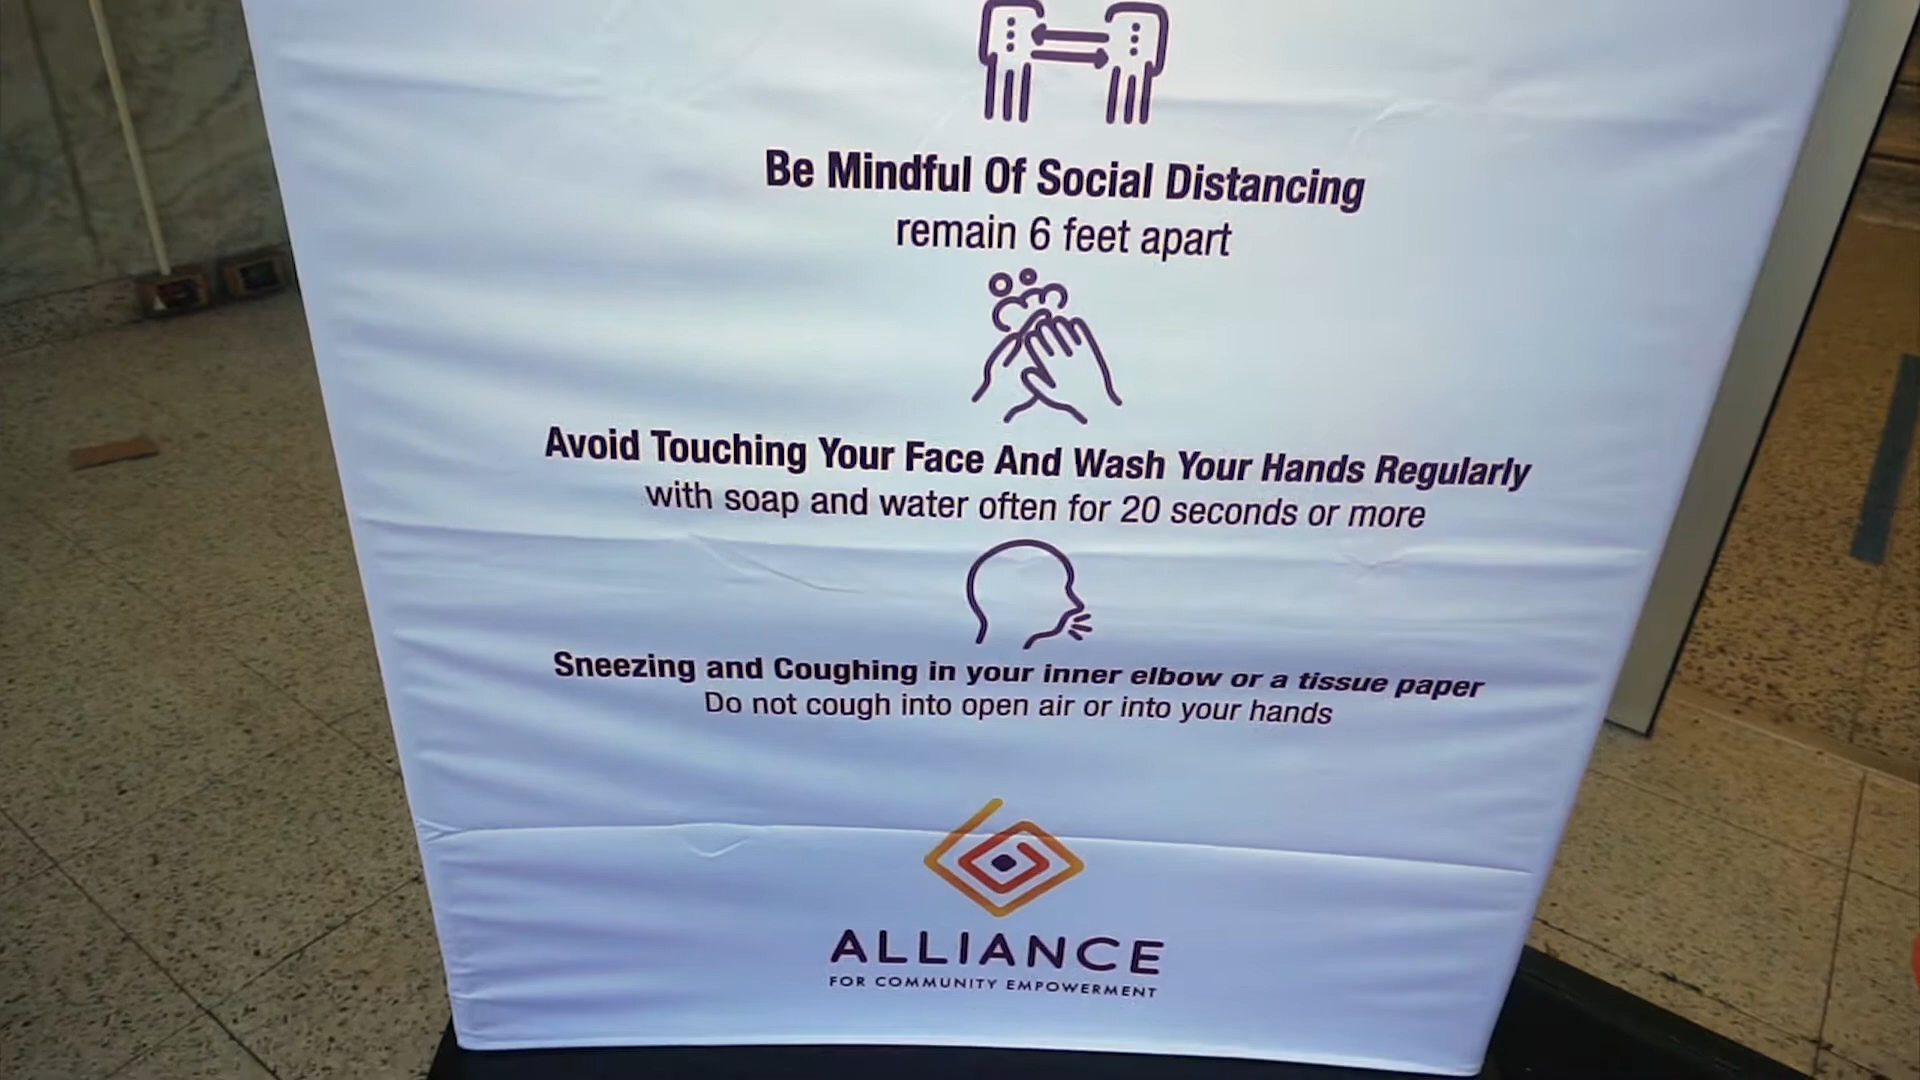 Be Mindful Of Social Distancing
remain 6 feet apart
Avoid Touching Your Face And Wash Your Hands Regularly
with soap and water often for 20 seconds or more
Sneezing and Coughing in your inner elbow or a tissue paper
Do not cough into open air or into your hands
ALLIANCE
FOR COMMUNITY EMPOWERMENT